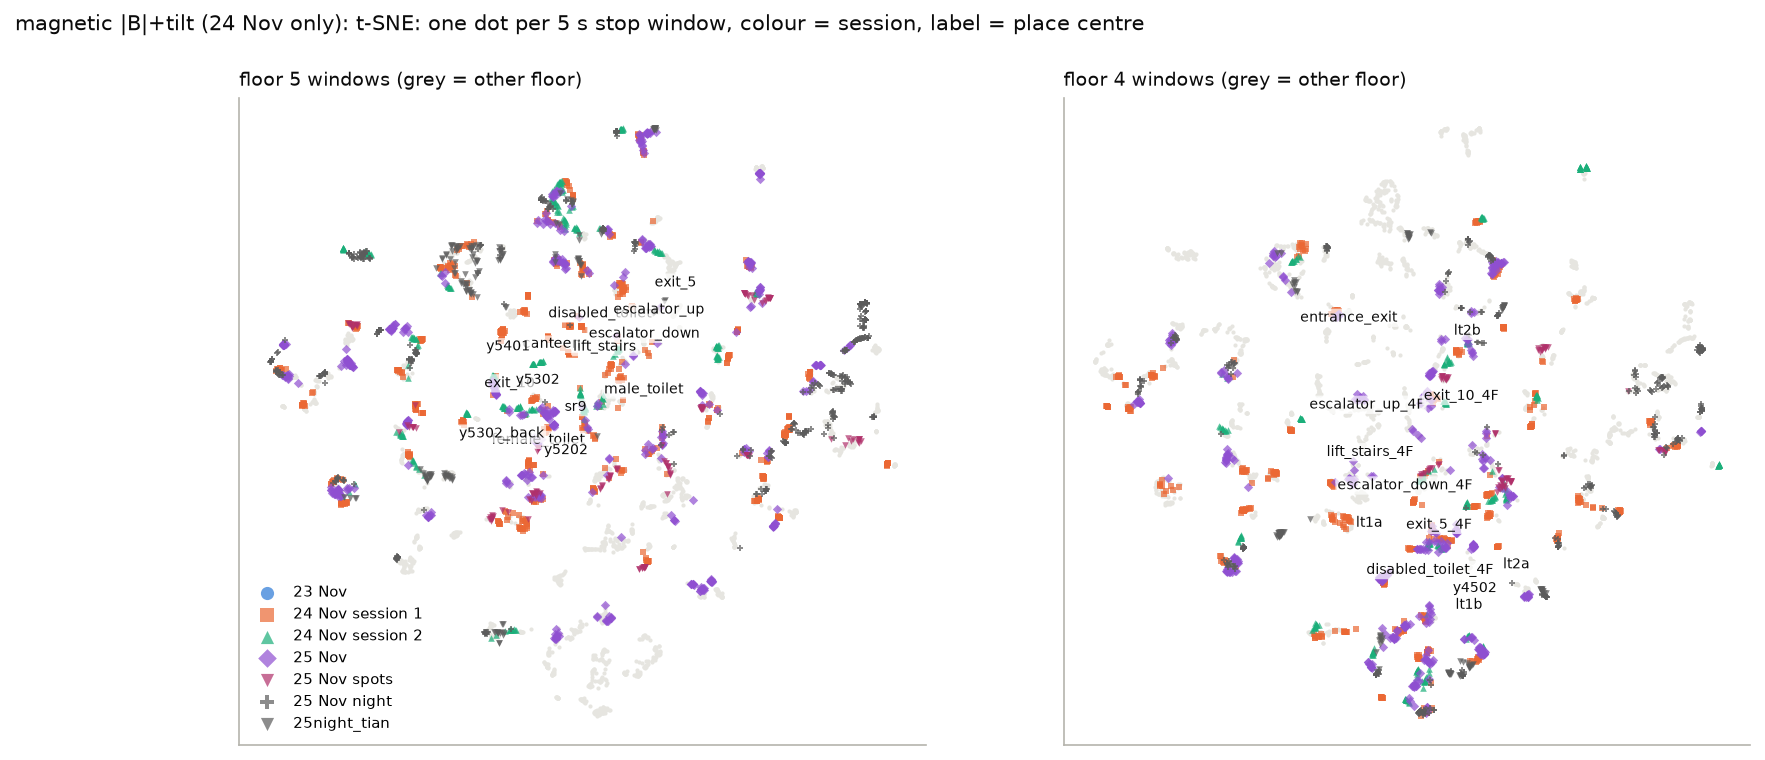 magnetic |B|+tilt (24 Nov only): t-SNE: one dot per 5 s stop window, colour = session, label = place centre
floor 5 windows (grey = other floor)
exit_5
disabled_toilet
escalator_up
escalator_down
y5401
lift_stairs
y5302
male_toilet
sr9
y5302_back
female_toilet
y5202
23 Nov
24 Nov session 1
24 Nov session 2
25 Nov
25 Nov spots
25 Nov night
25night_tian
floor 4 windows (grey = other floor)
entrance_exit
lt2b
exit_10_4F
escalator_up_4F
lift_stairs_4F
escalator_down_4F
lt1a
exit_5_4F
lt2a
disabled_toilet_4F
y4502
lt1b